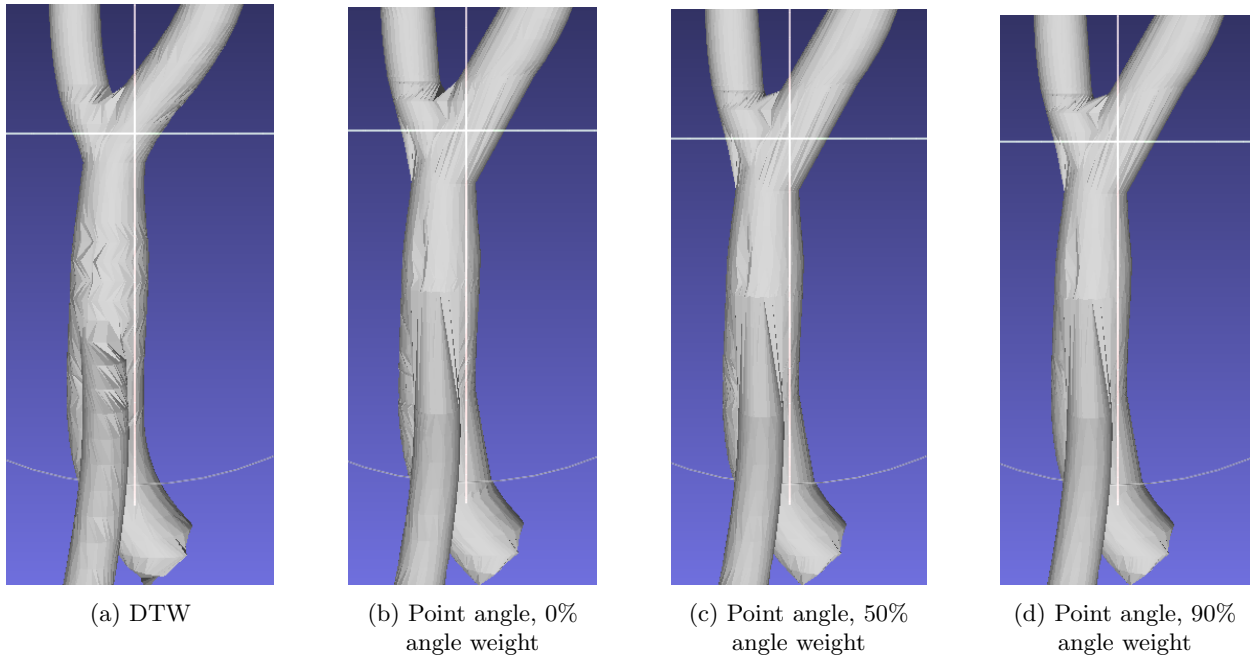 (a) DTW
(b) Point angle, 0%
angle weight
(c) Point angle, 50%
angle weight
(d) Point angle, 90%
angle weight